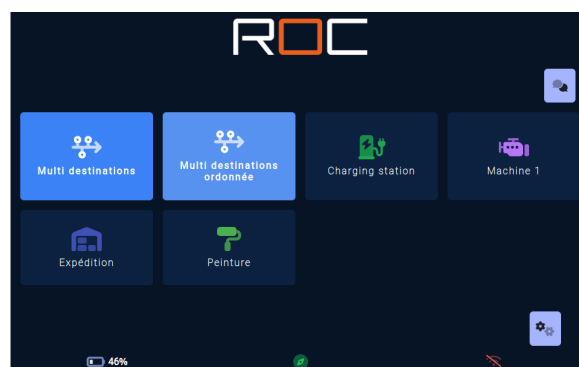 ROC
Multi destinations
Multi destinations
ordonnée
Charging station
Machine 1
Expédition
Peinture
46%